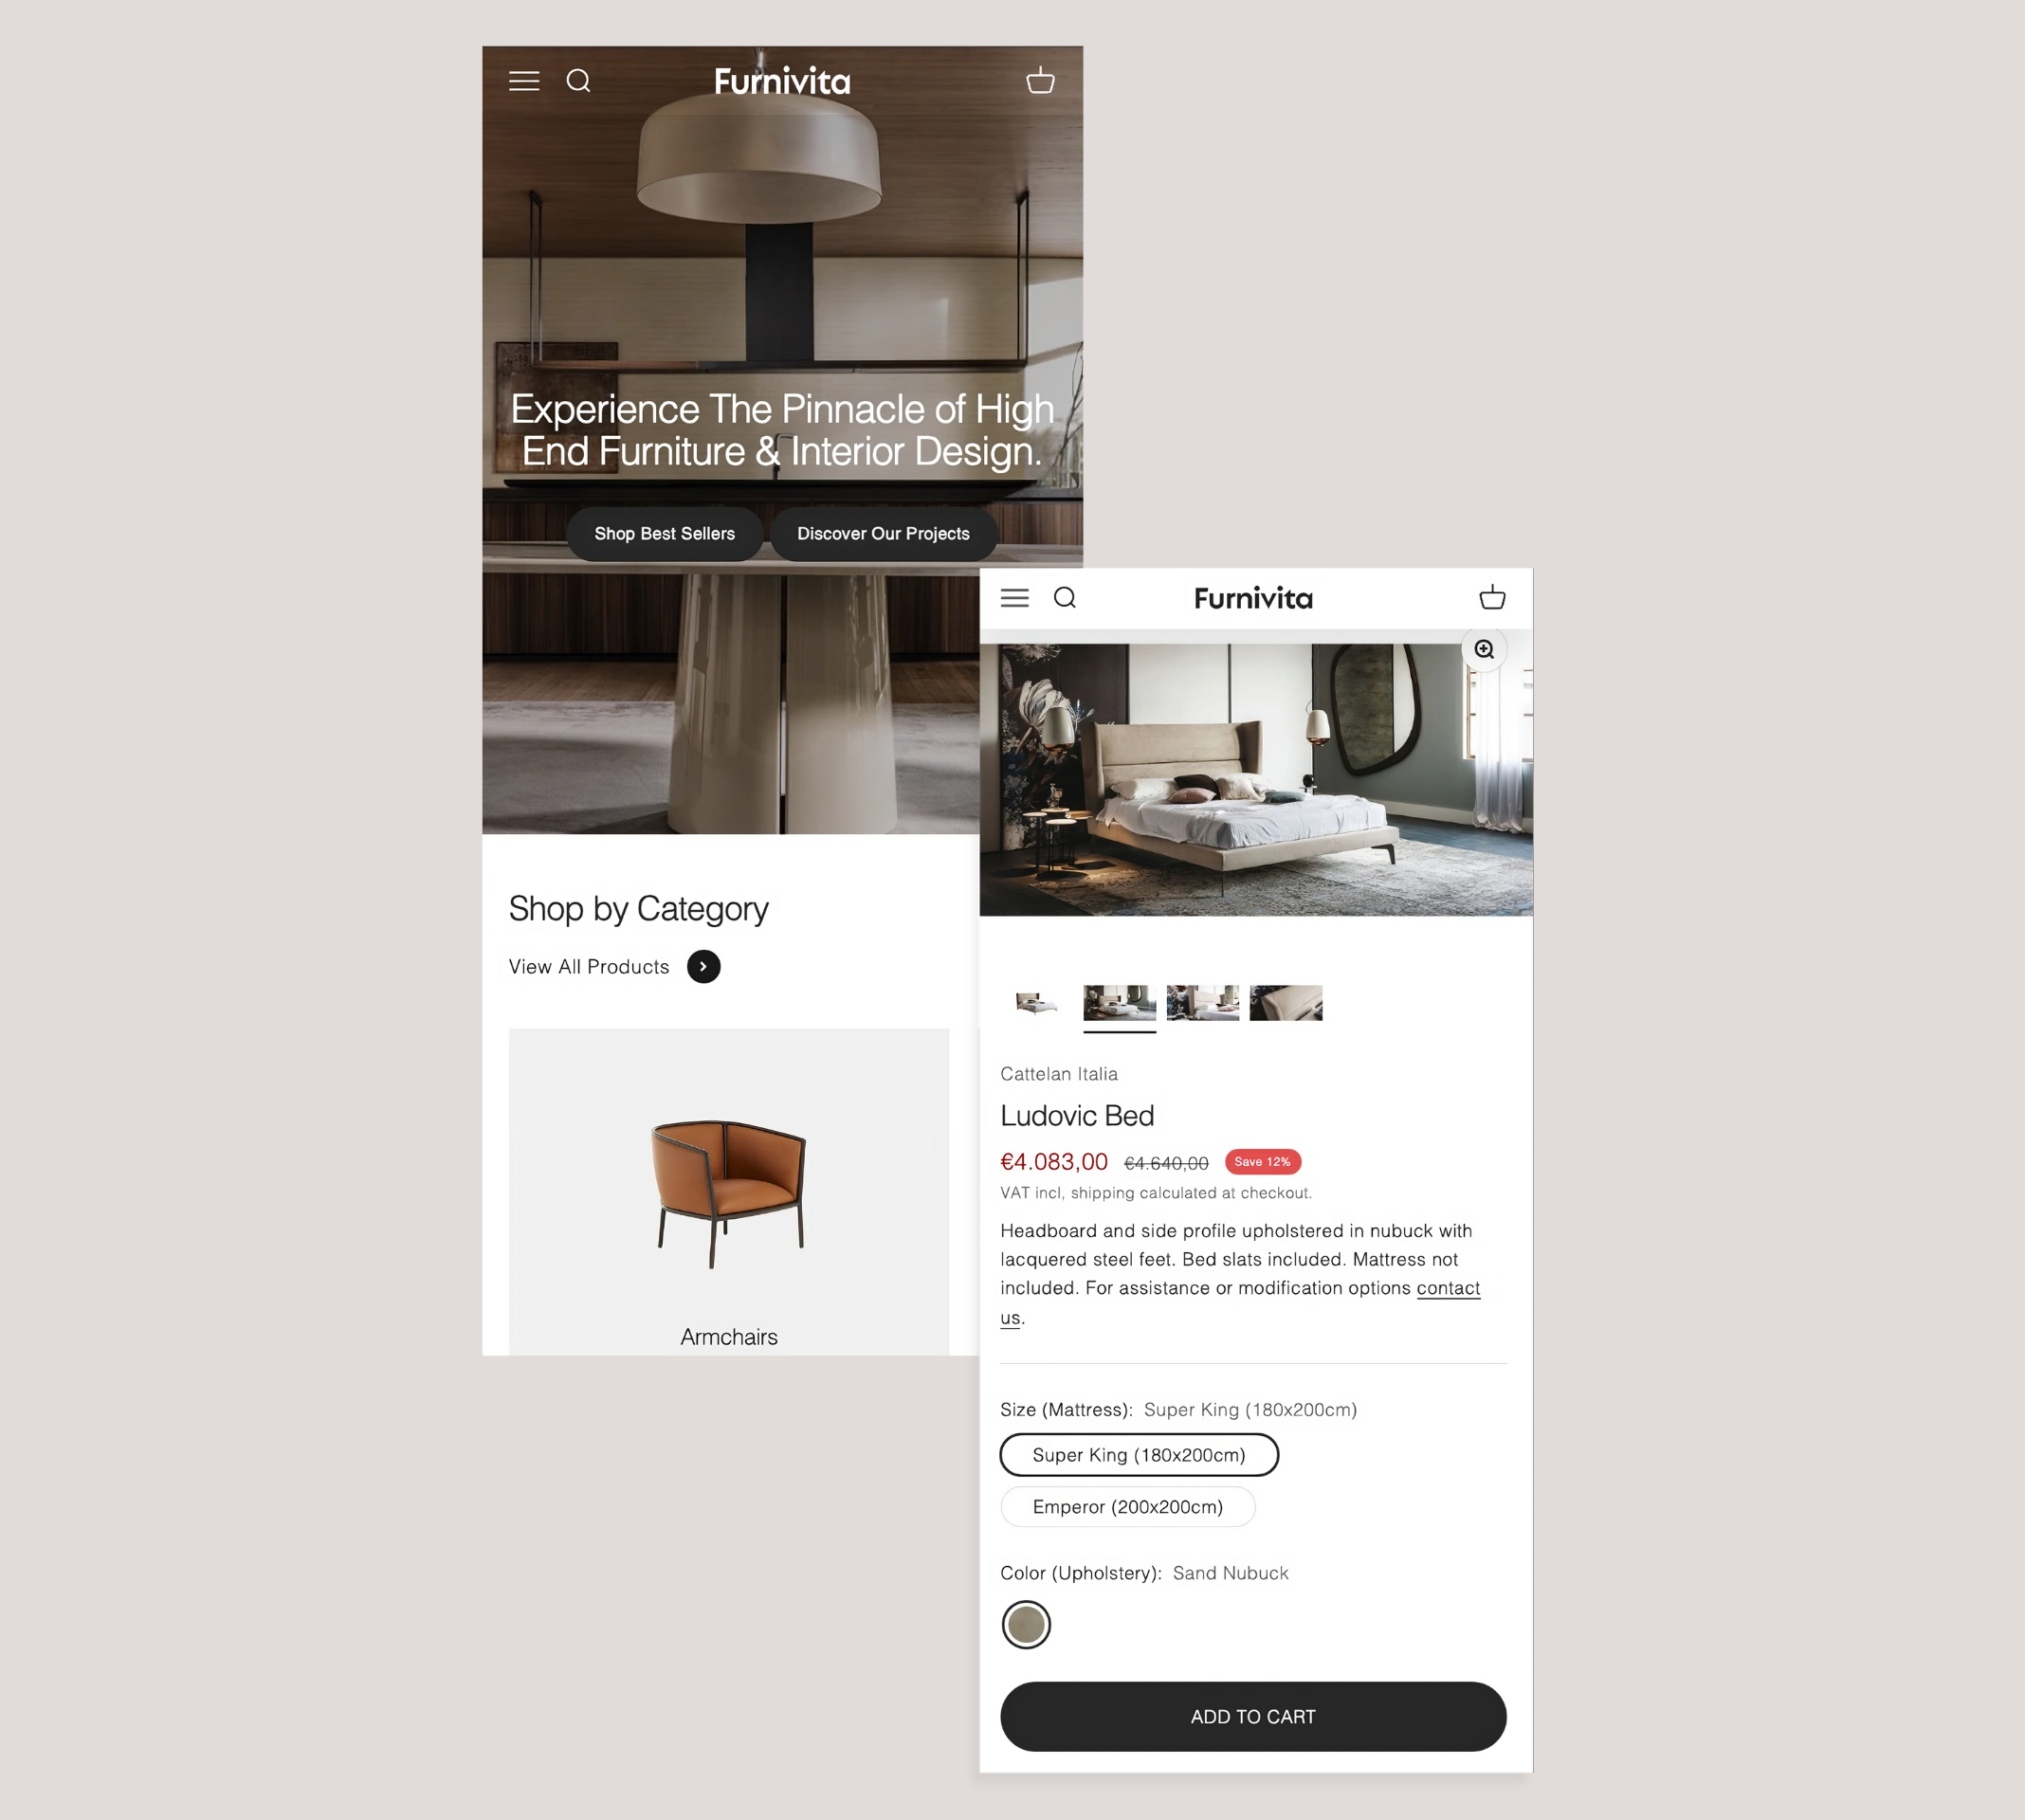 Furnivita
Experience The Pinnacle of High
End Furniture & Interior Design.
Shop Best Sellers
Discover Our Projects
Shop by Category
View All Products
Armchairs
Furnivita
Cattelan Italia
Ludovic Bed
€4.083,00 €4.640,00 Save 12%
VAT incl, shipping calculated at checkout.
Headboard and side profile upholstered in nubuck with
lacquered steel feet. Bed slats included. Mattress not
included. For assistance or modification options contact
us.
Size (Mattress): Super King (180x200cm)
Super King (180x200cm)
Emperor (200x200cm)
Color (Upholstery): Sand Nubuck
ADD TO CART